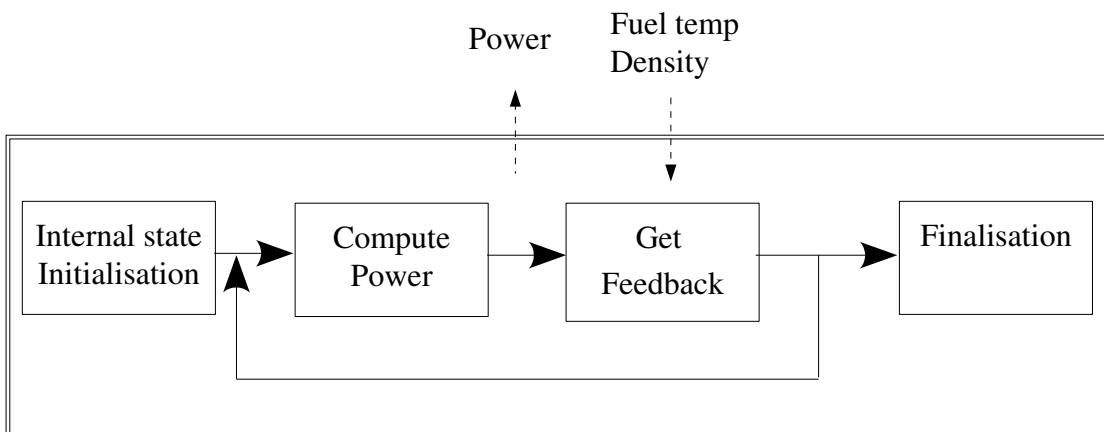 Power
Fuel temp
Density
Internal state
Initialisation
Compute
Power
Get
Feedback
Finalisation